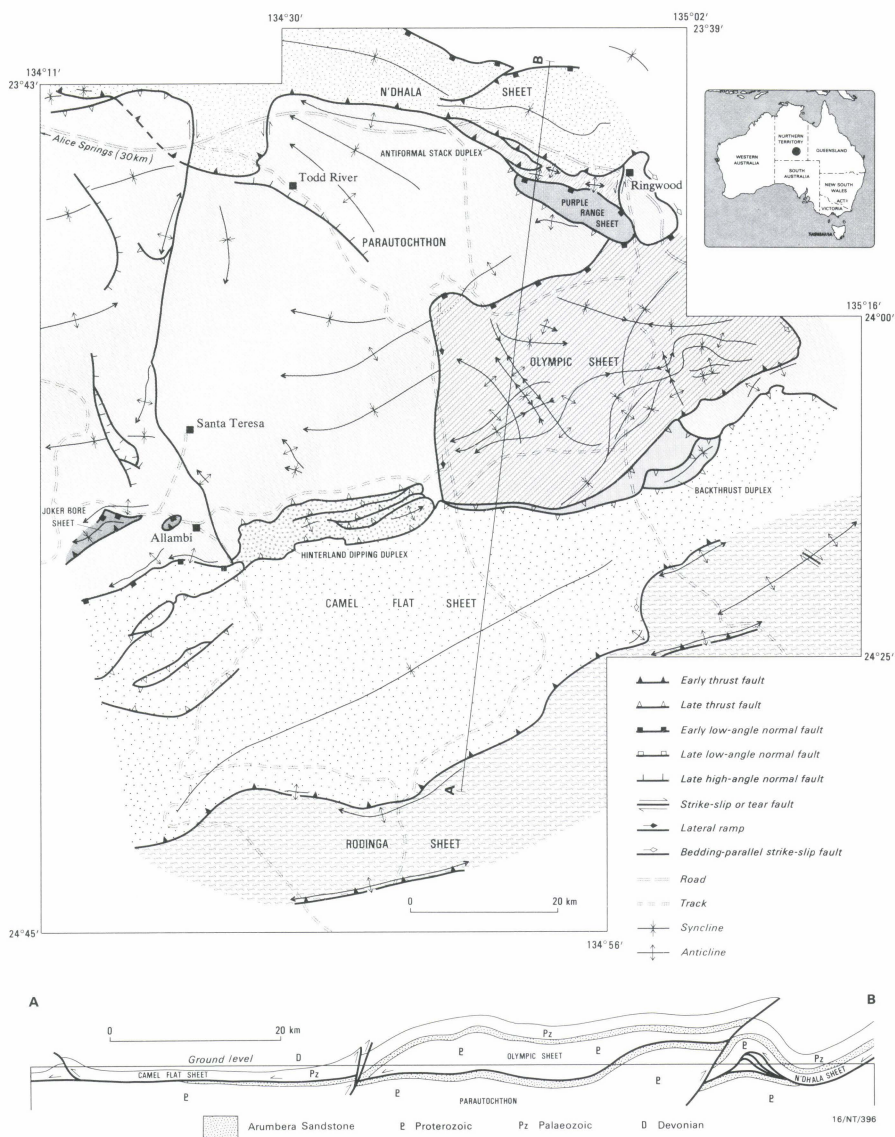 134°30'
135°02'
23°39'
134°11'
23°43'
B
N'DHALA SHEET
Alice Springs (30km)
ANTIFORMAL STACK DUPLEX
Todd River
Ringwood
PURPLE
RANGE
SHEET
PARAUTOCHTHON
NORTHERN
TERRITORY
QUEENSLAND
WESTERN
AUSTRALIA
SOUTH
AUSTRALIA
NEW SOUTH
WALES
ACT
VICTORIA
TASMANIA
135°16'
24°00'
OLYMPIC SHEET
Santa Teresa
BACKTHRUST DUPLEX
JOKER BORE
SHEET
Allambi
HINTERLAND DIPPING DUPLEX
CAMEL FLAT SHEET
24°25'
A
RODINGA SHEET
0 20 km
24°45'
134°56'
Early thrust fault
Late thrust fault
Early low-angle normal fault
Late low-angle normal fault
Late high-angle normal fault
Strike-slip or tear fault
Lateral ramp
Bedding-parallel strike-slip fault
Road
Track
Syncline
Anticline
A B
0 20 km
Ground level D
Pz
P
OLYMPIC SHEET
P
P
Pz
CAMEL FLAT SHEET
Pz
N'DHALA SHEET
P
P
PARAUTOCHTHON
P
P
16/NT/396
Arumbera Sandstone P Proterozoic Pz Palaeozoic D Devonian